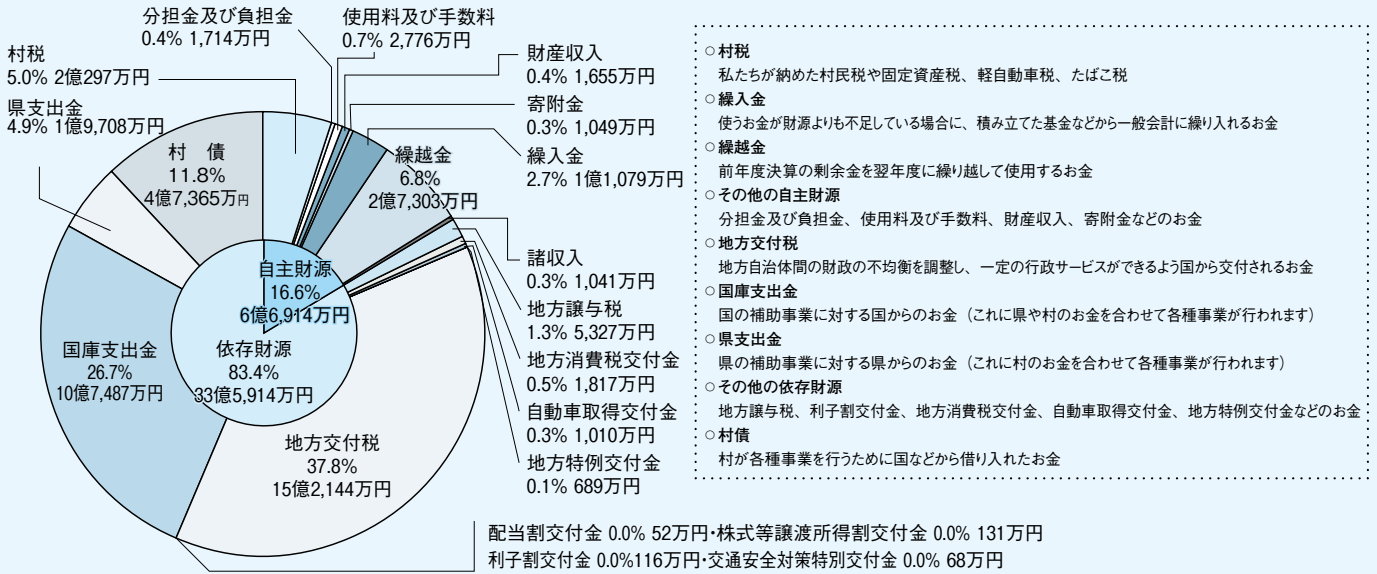 分担金及び負担金
0.4% 1,714万円
使用料及び手数料
0.7% 2,776万円
村税
5.0% 2億297万円
県支出金
4.9% 1億9,708万円
財産収入
0.4% 1,655万円
寄附金
0.3% 1,049万円
繰入金
2.7% 1億1,079万円
村　債
11.8%
4億7,365万円
繰越金
6.8%
2億7,303万円
諸収入
0.3% 1,041万円
地方譲与税
1.3% 5,327万円
地方消費税交付金
0.5% 1,817万円
自動車取得交付金
0.3% 1,010万円
地方特例交付金
0.1% 689万円
自主財源
16.6%
6億6,914万円
依存財源
83.4%
33億5,914万円
国庫支出金
26.7%
10億7,487万円
地方交付税
37.8%
15億2,144万円
配当割交付金 0.0% 52万円・株式等譲渡所得割交付金 0.0% 131万円
利子割交付金 0.0%116万円・交通安全対策特別交付金 0.0% 68万円
○村税
私たちが納めた村民税や固定資産税、軽自動車税、たばこ税
○繰入金
使うお金が財源よりも不足している場合に、積み立てた基金などから一般会計に繰り入れるお金
○繰越金
前年度決算の剰余金を翌年度に繰り越して使用するお金
○その他の自主財源
分担金及び負担金、使用料及び手数料、財産収入、寄附金などのお金
○地方交付税
地方自治体間の財政の不均衡を調整し、一定の行政サービスができるよう国から交付されるお金
○国庫支出金
国の補助事業に対する国からのお金（これに県や村のお金を合わせて各種事業が行われます）
○県支出金
県の補助事業に対する県からのお金（これに村のお金を合わせて各種事業が行われます）
○その他の依存財源
地方譲与税、利子割交付金、地方消費税交付金、自動車取得交付金、地方特例交付金などのお金
○村債
村が各種事業を行うために国などから借り入れたお金